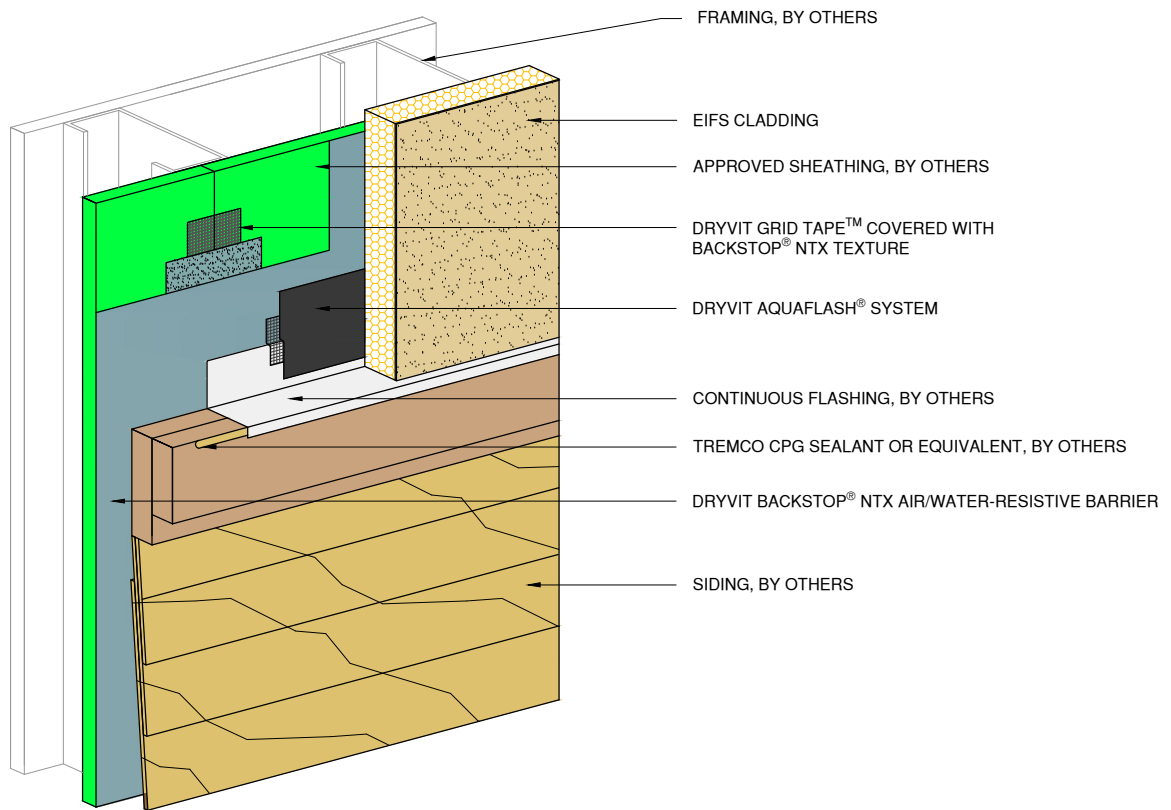 FRAMING, BY OTHERS
EIFS CLADDING
APPROVED SHEATHING, BY OTHERS
DRYVIT GRID TAPE™ COVERED WITH
BACKSTOP® NTX TEXTURE
DRYVIT AQUAFLASH® SYSTEM
CONTINUOUS FLASHING, BY OTHERS
TREMCO CPG SEALANT OR EQUIVALENT, BY OTHERS
DRYVIT BACKSTOP® NTX AIR/WATER-RESISTIVE BARRIER
SIDING, BY OTHERS